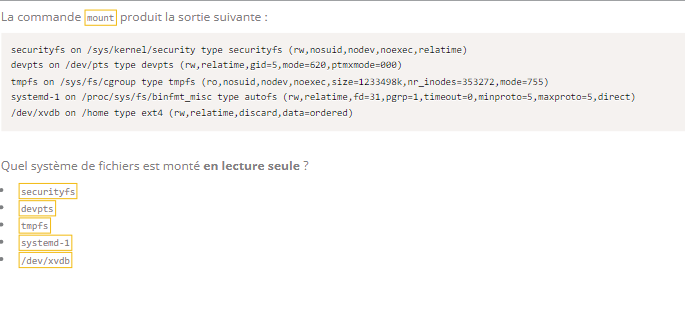 La commande mount produit la sortie suivante :
securityfs on /sys/kernel/security type securityfs (rw,nosuid,nodev,noexec,relatime)
devpts on /dev/pts type devpts (rw,relatime,gid=5,mode=620,ptmxmode=000)
tmpfs on /sys/fs/cgroup type tmpfs (ro,nosuid,nodev,noexec,size=1233498k,nr_inodes=353272,mode=755)
systemd-1 on /proc/sys/fs/binfmt_misc type autofs (rw,relatime,fd=31,pgrp=1,timeout=0,minproto=5,maxproto=5,direct)
/dev/xvdb on /home type ext4 (rw,relatime,discard,data=ordered)
Quel système de fichiers est monté en lecture seule ?
securityfs
devpts
tmpfs
systemd-1
/dev/xvdb